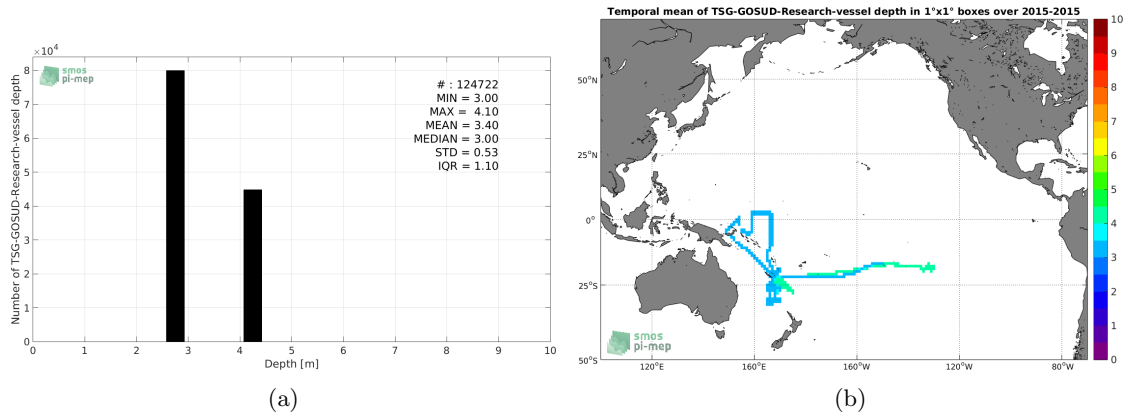 ×10⁴
8
7
6
5
4
3
2
1
0
Number of TSG-GOSUD-Research-vessel depth
smos
pi-mep
# : 124722
MIN = 3.00
MAX = 4.10
MEAN = 3.40
MEDIAN = 3.00
STD = 0.53
IQR = 1.10
0 1 2 3 4 5 6 7 8 9 10
Depth [m]
(a)
Temporal mean of TSG-GOSUD-Research-vessel depth in 1°x1° boxes over 2015-2015
50°N
25°N
0°
25°S
50°S
120°E 160°E 160°W 120°W 80°W
smos
pi-mep
10
9
8
7
6
5
4
3
2
1
0
(b)